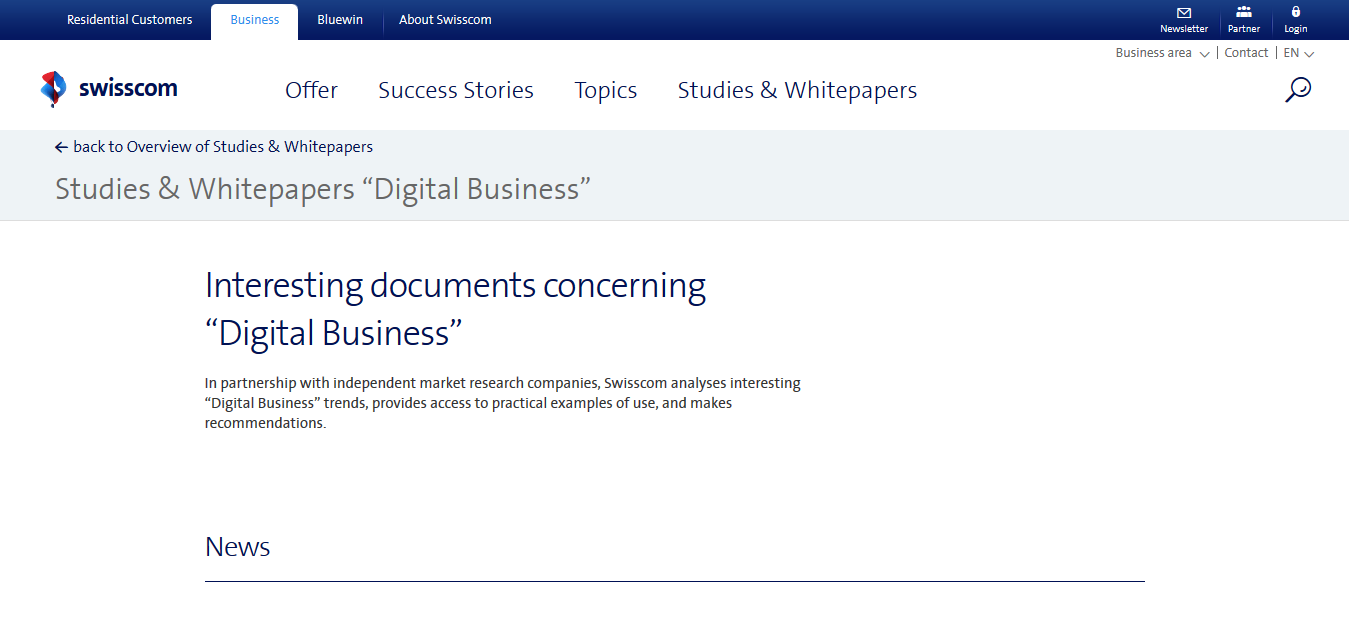 Residential Customers Business Bluewin About Swisscom Newsletter Partner Login
Business area Contact EN
swisscom Offer Success Stories Topics Studies & Whitepapers
back to Overview of Studies & Whitepapers
Studies & Whitepapers “Digital Business”
Interesting documents concerning
“Digital Business”
In partnership with independent market research companies, Swisscom analyses interesting
“Digital Business” trends, provides access to practical examples of use, and makes
recommendations.
News